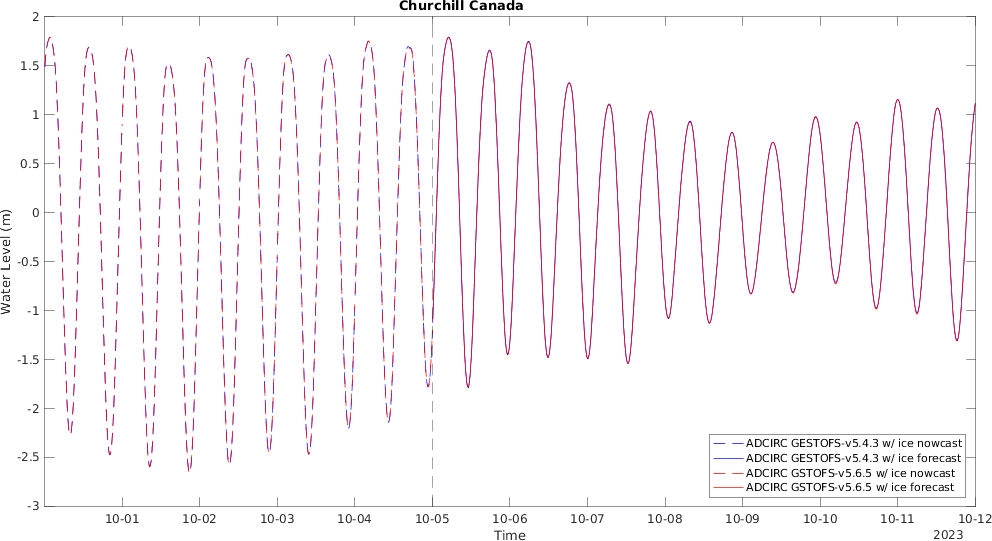 Churchill Canada
2
1.5
1
0.5
0
-0.5
-1
-1.5
-2
-2.5
-3
Water Level (m)
ADCIRC GESTOFS-v5.4.3 w/ ice nowcast
ADCIRC GESTOFS-v5.4.3 w/ ice forecast
ADCIRC GSTOFS-v5.6.5 w/ ice nowcast
ADCIRC GSTOFS-v5.6.5 w/ ice forecast
10-01 10-02 10-03 10-04 10-05 10-06 10-07 10-08 10-09 10-10 10-11 10-12
Time
2023